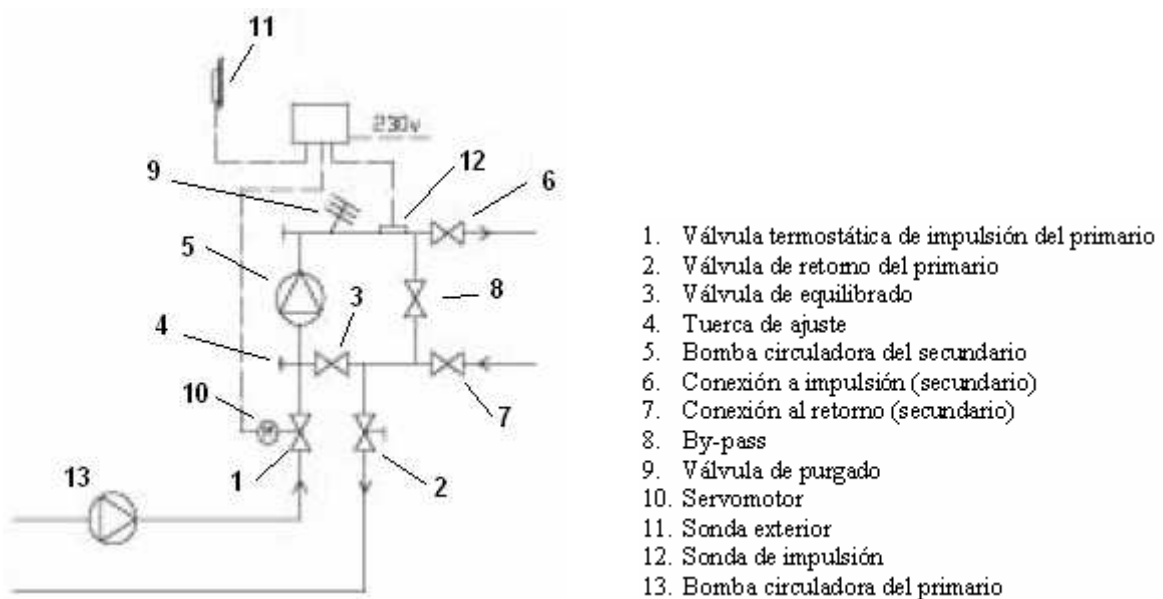 11
230v
12
9
6
5
3
8
4
10
7
1
2
13
1. Válvula termostática de impulsión del primario
2. Válvula de retorno del primario
3. Válvula de equilibrado
4. Tuerca de ajuste
5. Bomba circuladora del secundario
6. Conexión a impulsión (secundario)
7. Conexión al retorno (secundario)
8. By-pass
9. Válvula de purgado
10. Servomotor
11. Sonda exterior
12. Sonda de impulsión
13. Bomba circuladora del primario